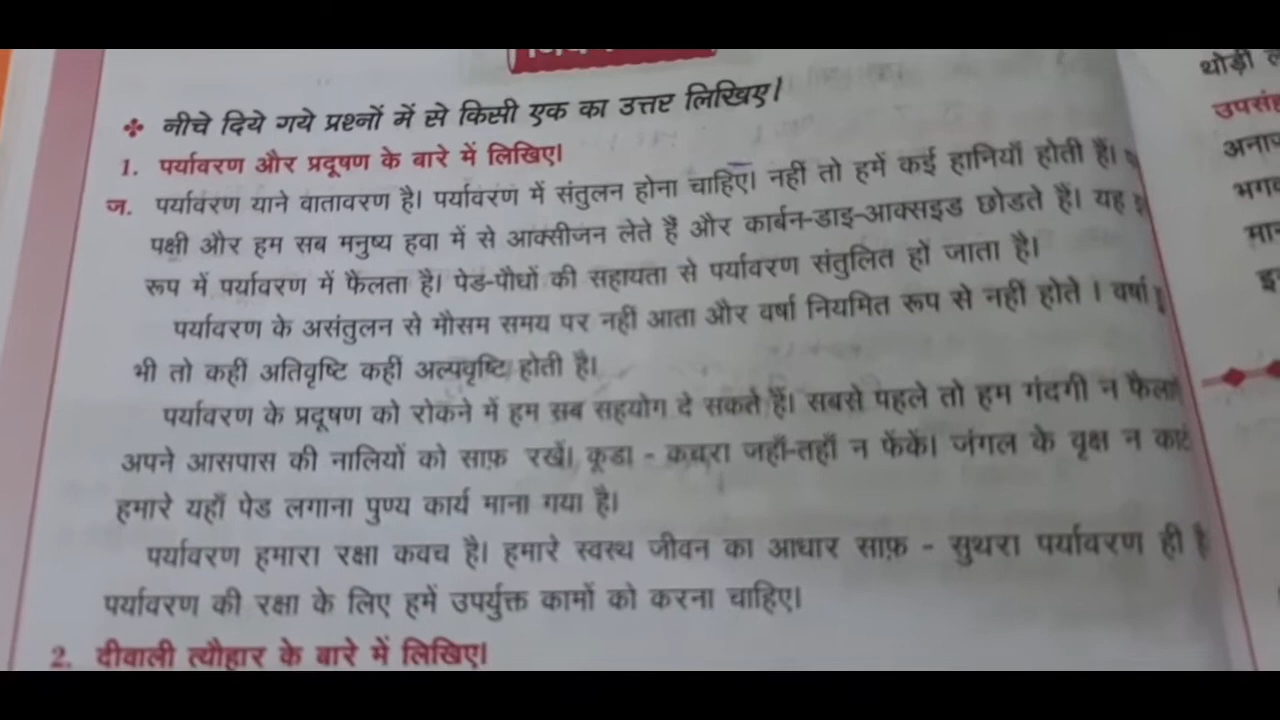 ❖ नीचे दिये गये प्रश्नों में से किसी एक का उत्तर लिखिए।
1. पर्यावरण और प्रदूषण के बारे में लिखिए।
ज. पर्यावरण याने वातावरण है। पर्यावरण में संतुलन होना चाहिए। नहीं तो हमें कई हानियाँ होती हैं।
पक्षी और हम सब मनुष्य हवा में से आक्सीजन लेते हैं और कार्बन-डाइ-आक्सइड छोडते हैं। यह
रूप में पर्यावरण में फैलता है। पेड-पौधों की सहायता से पर्यावरण संतुलित हो जाता है।
पर्यावरण के असंतुलन से मौसम समय पर नहीं आता और वर्षा नियमित रूप से नहीं होते । वर्षा
भी तो कहीं अतिवृष्टि कहीं अल्पवृष्टि होती है।
पर्यावरण के प्रदूषण को रोकने में हम सब सहयोग दे सकते हैं। सबसे पहले तो हम गंदगी न
अपने आसपास की नालियों को साफ़ रखें। कूडा - कचरा जहाँ-तहाँ न फेंकें। जंगल के वृक्ष न
हमारे यहाँ पेड लगाना पुण्य कार्य माना गया है।
पर्यावरण हमारा रक्षा कवच है। हमारे स्वस्थ जीवन का आधार साफ़ - सुथरा पर्यावरण ही
पर्यावरण की रक्षा के लिए हमें उपर्युक्त कामों को करना चाहिए।
2. दीवाली त्यौहार के बारे में लिखिए।
थोड़ी